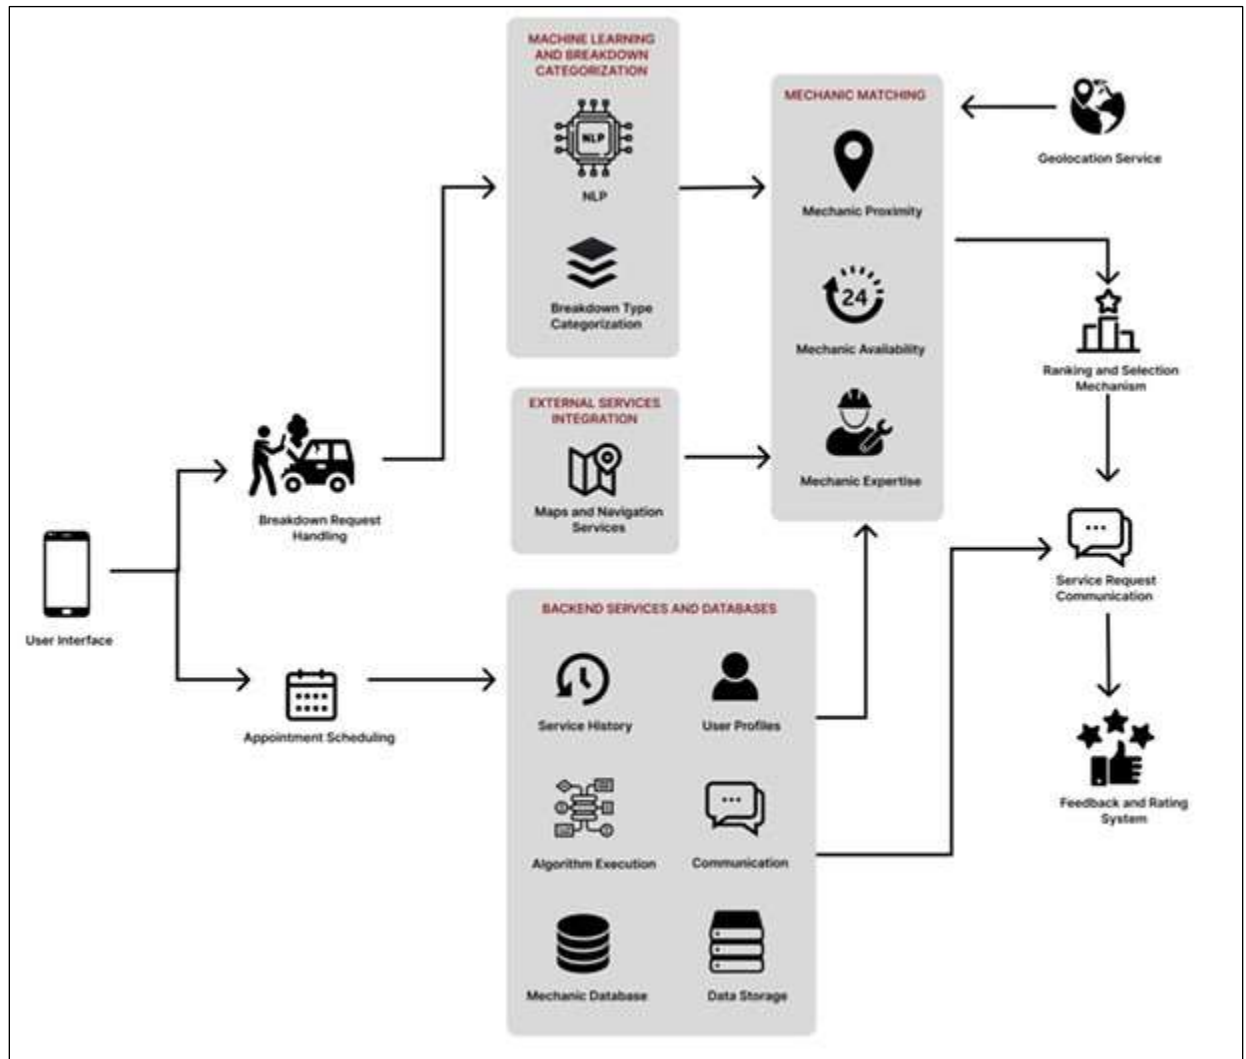 MACHINE LEARNING
AND BREAKDOWN
CATEGORIZATION
NLP
NLP
Breakdown Type
Categorization
MECHANIC MATCHING
Mechanic Proximity
24
Mechanic Availability
Mechanic Expertise
Geolocation Service
Ranking and Selection
Mechanism
EXTERNAL SERVICES
INTEGRATION
Maps and Navigation
Services
Breakdown Request
Handling
User Interface
Appointment Scheduling
Service Request
Communication
Feedback and Rating
System
BACKEND SERVICES AND DATABASES
Service History
User Profiles
Algorithm Execution
Communication
Mechanic Database
Data Storage